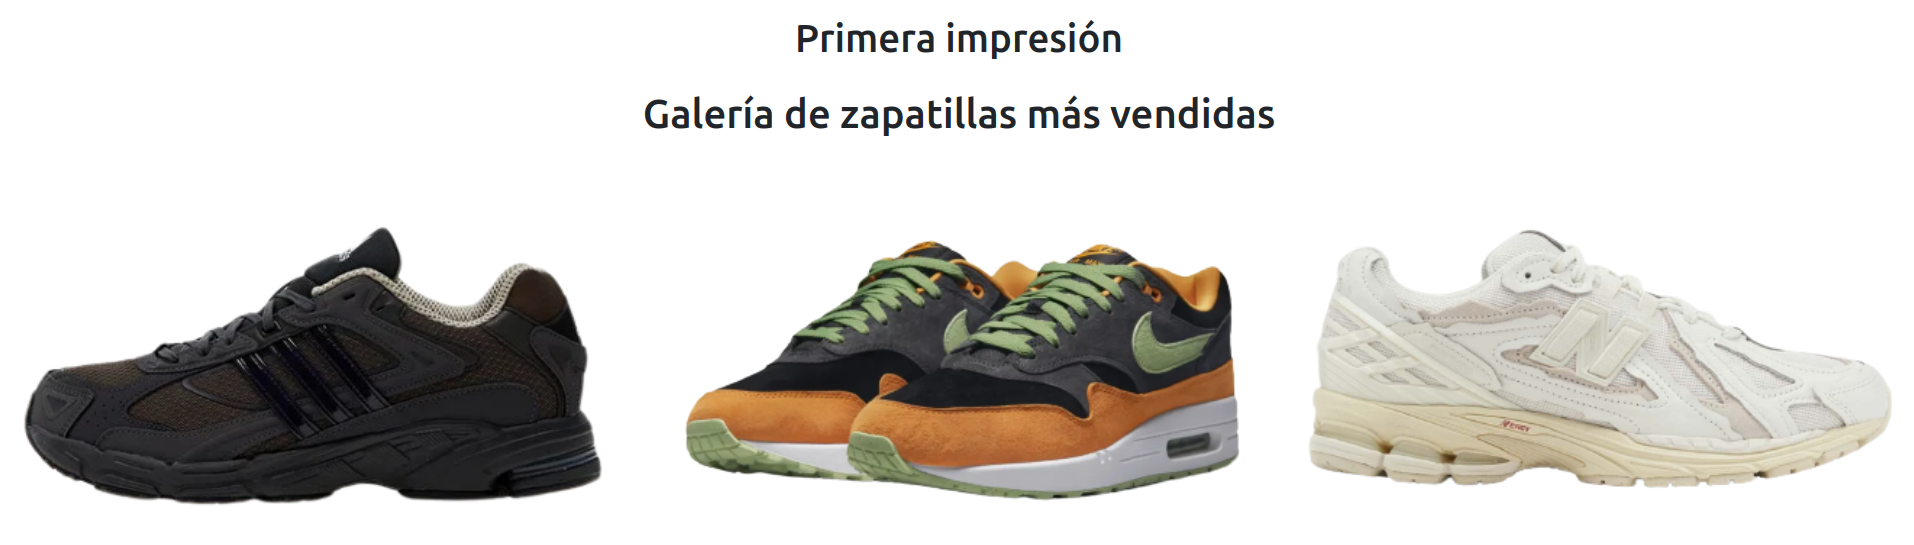 Primera impresión
Galería de zapatillas más vendidas
N